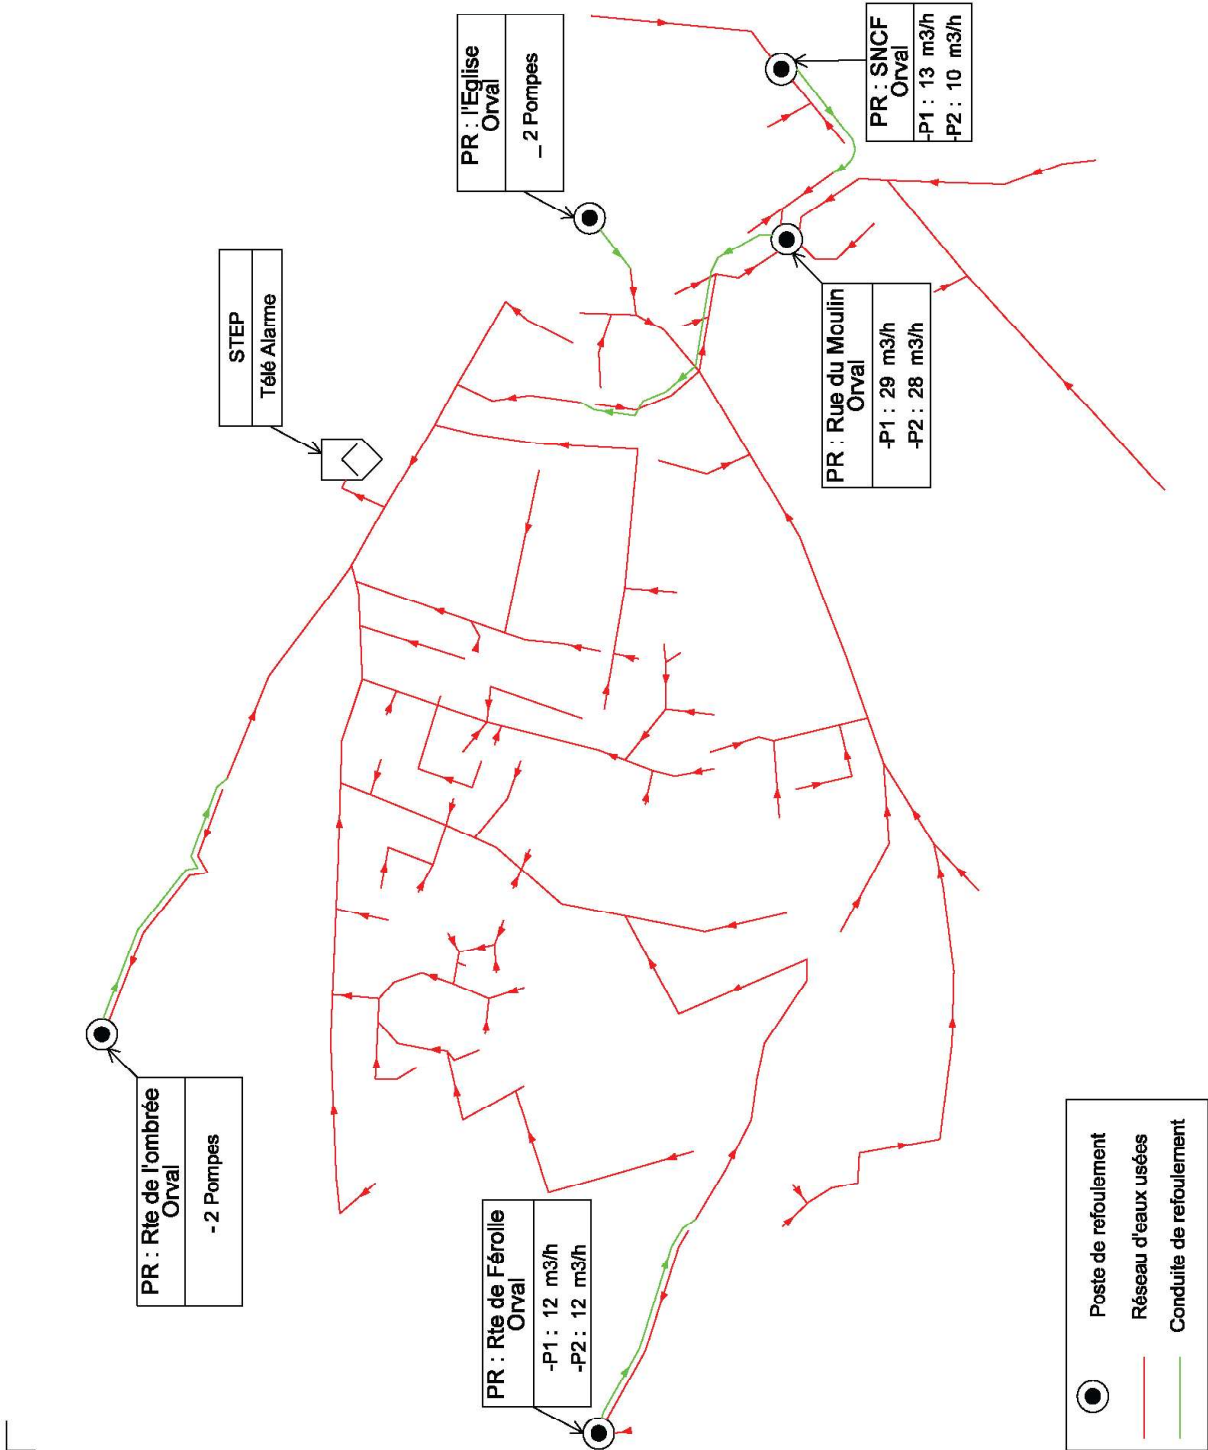 PR : Rte de l'ombrée
Orval
- 2 Pompes
STEP
Télé Alarme
PR : l'Eglise
Orval
_ 2 Pompes
PR : SNCF
Orval
-P1 : 13 m3/h
-P2 : 10 m3/h
PR : Rue du Moulin
Orval
-P1 : 29 m3/h
-P2 : 28 m3/h
PR : Rte de Férolle
Orval
-P1 : 12 m3/h
-P2 : 12 m3/h
Poste de refoulement
Réseau d'eaux usées
Conduite de refoulement